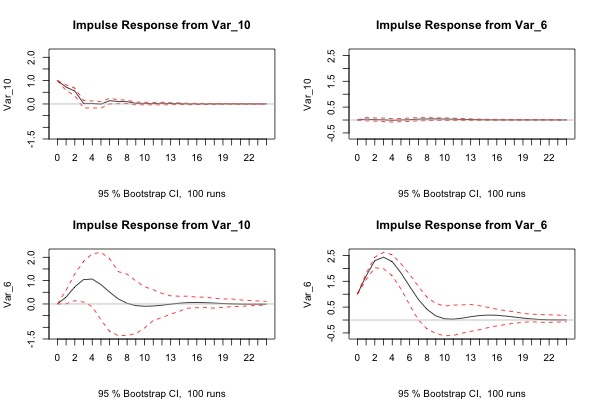 Impulse Response from Var_10
Impulse Response from Var_6
Var_10
-1.5 0.0 1.0 2.0
0 2 4 6 8 10 13 16 19 22
95 % Bootstrap CI, 100 runs
Var_10
-0.5 0.5 1.5 2.5
0 2 4 6 8 10 13 16 19 22
95 % Bootstrap CI, 100 runs
Impulse Response from Var_10
Impulse Response from Var_6
Var_6
-1.5 0.0 1.0 2.0
0 2 4 6 8 10 13 16 19 22
95 % Bootstrap CI, 100 runs
Var_6
-0.5 0.5 1.5 2.5
0 2 4 6 8 10 13 16 19 22
95 % Bootstrap CI, 100 runs